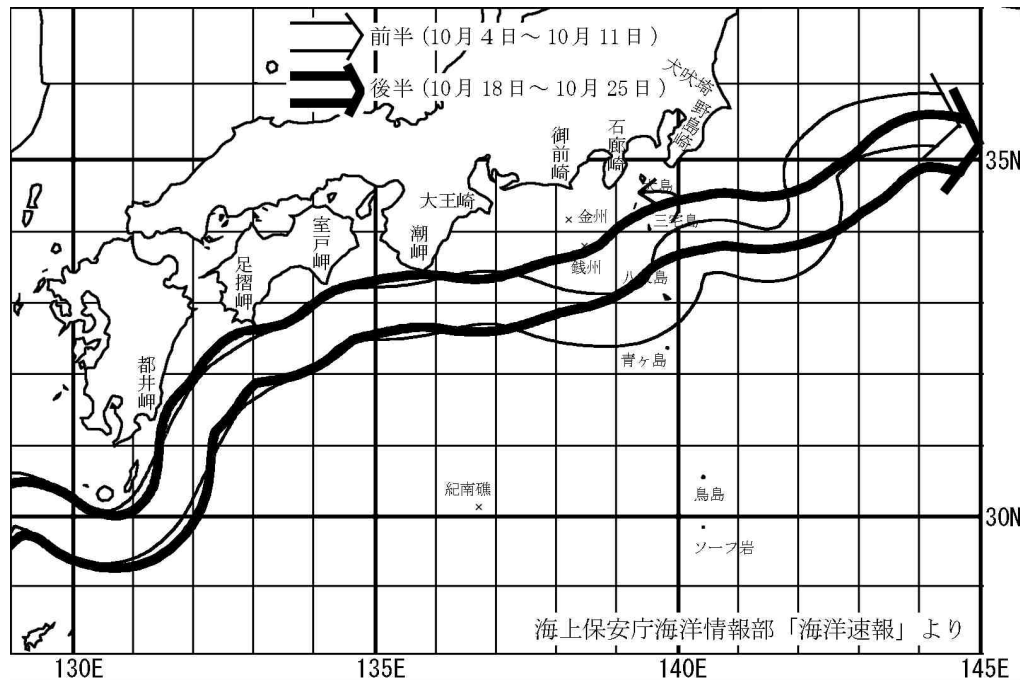 前半 (10月 4日～ 10月 11日 )
後半 (10月 18日～ 10月 25日 )
犬吠埼
野島崎
石廊崎
御前崎
大島
大王崎
金州
三宅島
室戸岬
潮岬
銭州
八丈島
足摺岬
青ヶ島
都井岬
紀南礁
鳥島
ソーフ岩
海上保安庁海洋情報部「海洋速報」より
35N
30N
130E
135E
140E
145E